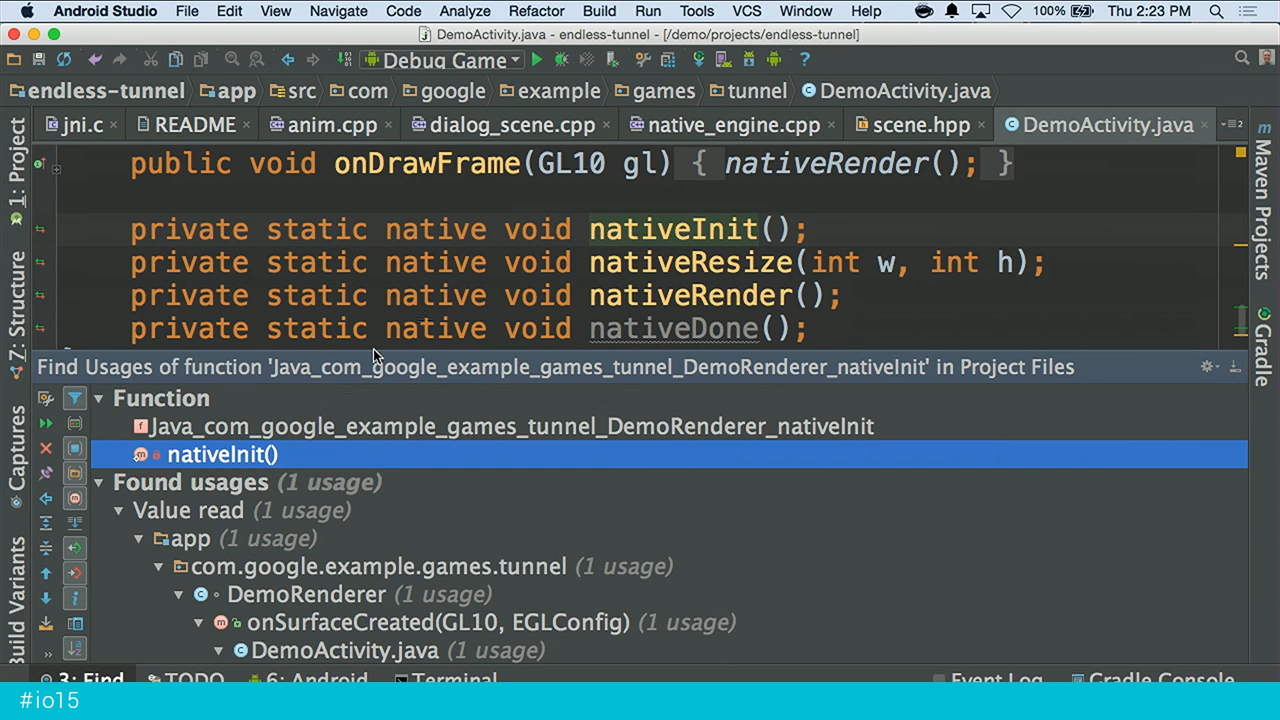 Android Studio File Edit View Navigate Code Analyze Refactor Build Run Tools VCS Window Help 100% Thu 2:23 PM
DemoActivity.java - endless-tunnel - [/demo/projects/endless-tunnel]
Debug Game
endless-tunnel app src com google example games tunnel DemoActivity.java
jni.c README anim.cpp dialog_scene.cpp native_engine.cpp scene.hpp DemoActivity.java
1: Project
7: Structure
Captures
Build Variants
public void onDrawFrame(GL10 gl) { nativeRender(); }
private static native void nativeInit();
private static native void nativeResize(int w, int h);
private static native void nativeRender();
private static native void nativeDone();
Maven Projects
Gradle
Find Usages of function 'Java_com_google_example_games_tunnel_DemoRenderer_nativeInit' in Project Files
Function
Java_com_google_example_games_tunnel_DemoRenderer_nativeInit
nativeInit()
Found usages (1 usage)
Value read (1 usage)
app (1 usage)
com.google.example.games.tunnel (1 usage)
DemoRenderer (1 usage)
onSurfaceCreated(GL10, EGLConfig) (1 usage)
DemoActivity.java (1 usage)
3: Find TODO 6: Android Terminal Event Log Gradle Console
#io15